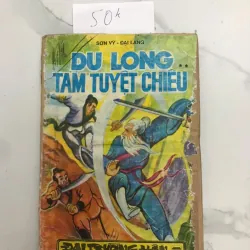 50k
SƠN VỸ - ĐẠI LANG
DU LONG
TAM TUYỆT CHIÊU